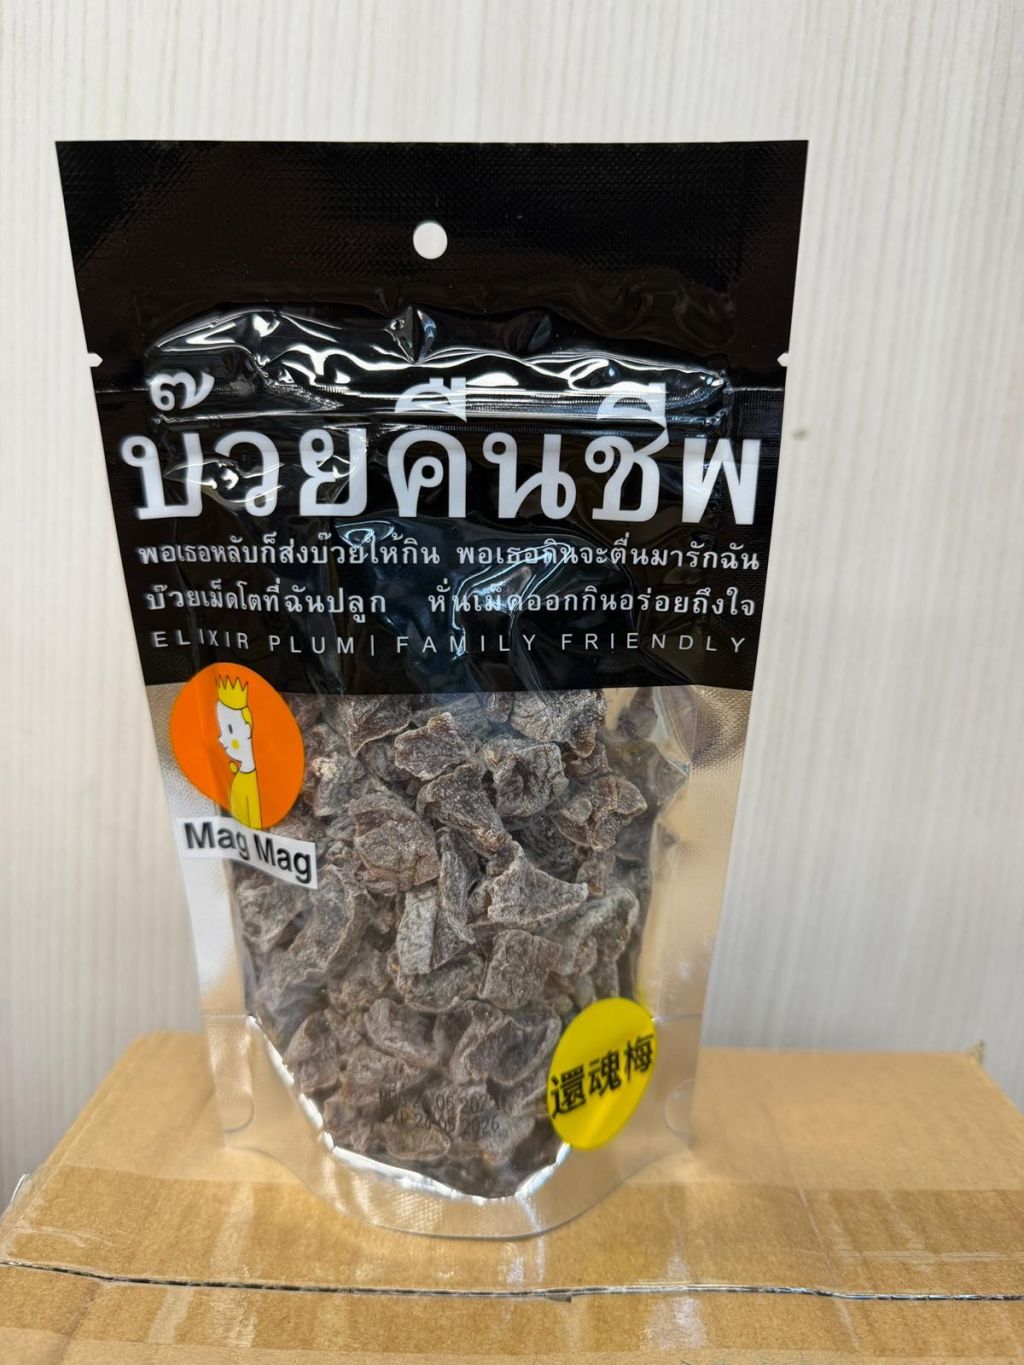 บ๊วยคืนชีพ
พอเธอหลับก็ส่งบ๊วยให้กิน พอเธอกินจะตื่นมารักฉัน
บ๊วยเม็ดโตที่ฉันปลูก หั่นเม็ดออกกินอร่อยถึงใจ
ELIXIR PLUM| FAMILY FRIENDLY
Mag Mag
還魂梅
EXP 24 05 2026